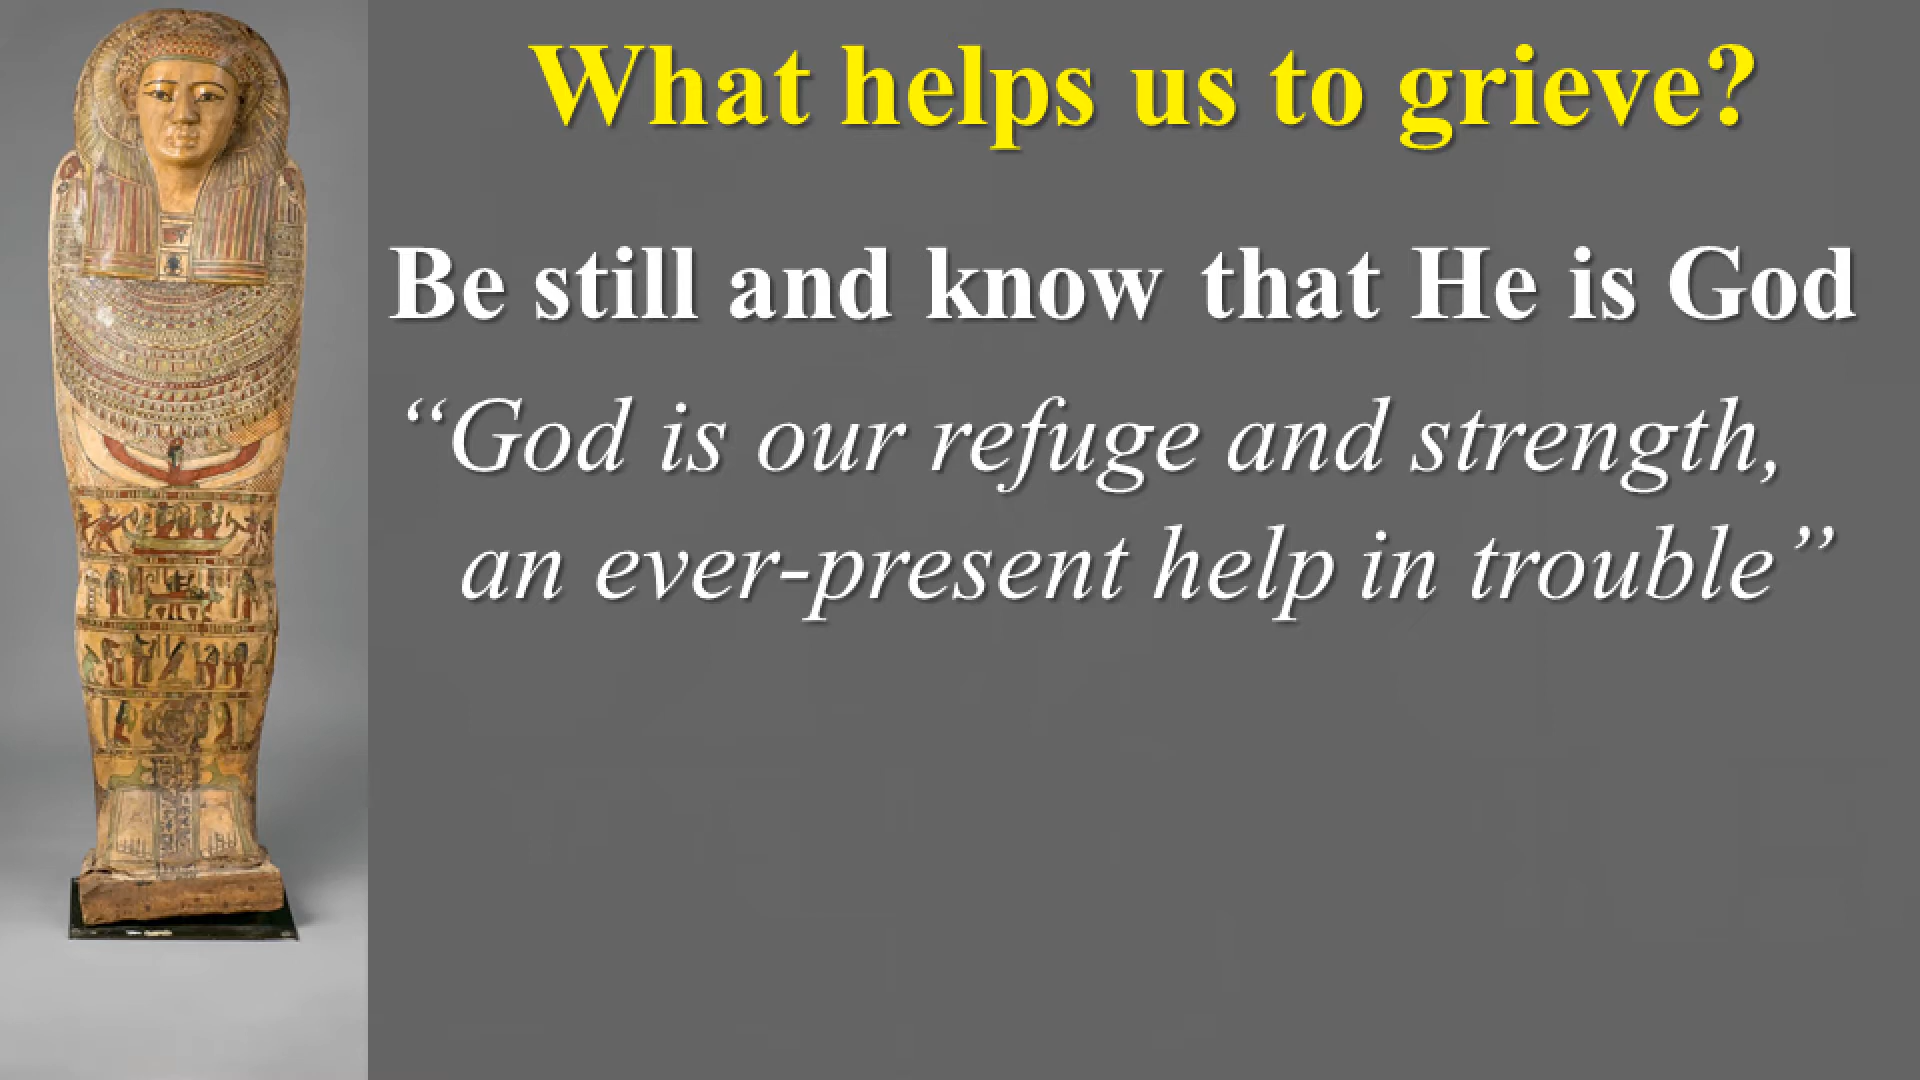 What helps us to grieve?
Be still and know that He is God
“God is our refuge and strength,
an ever-present help in trouble”